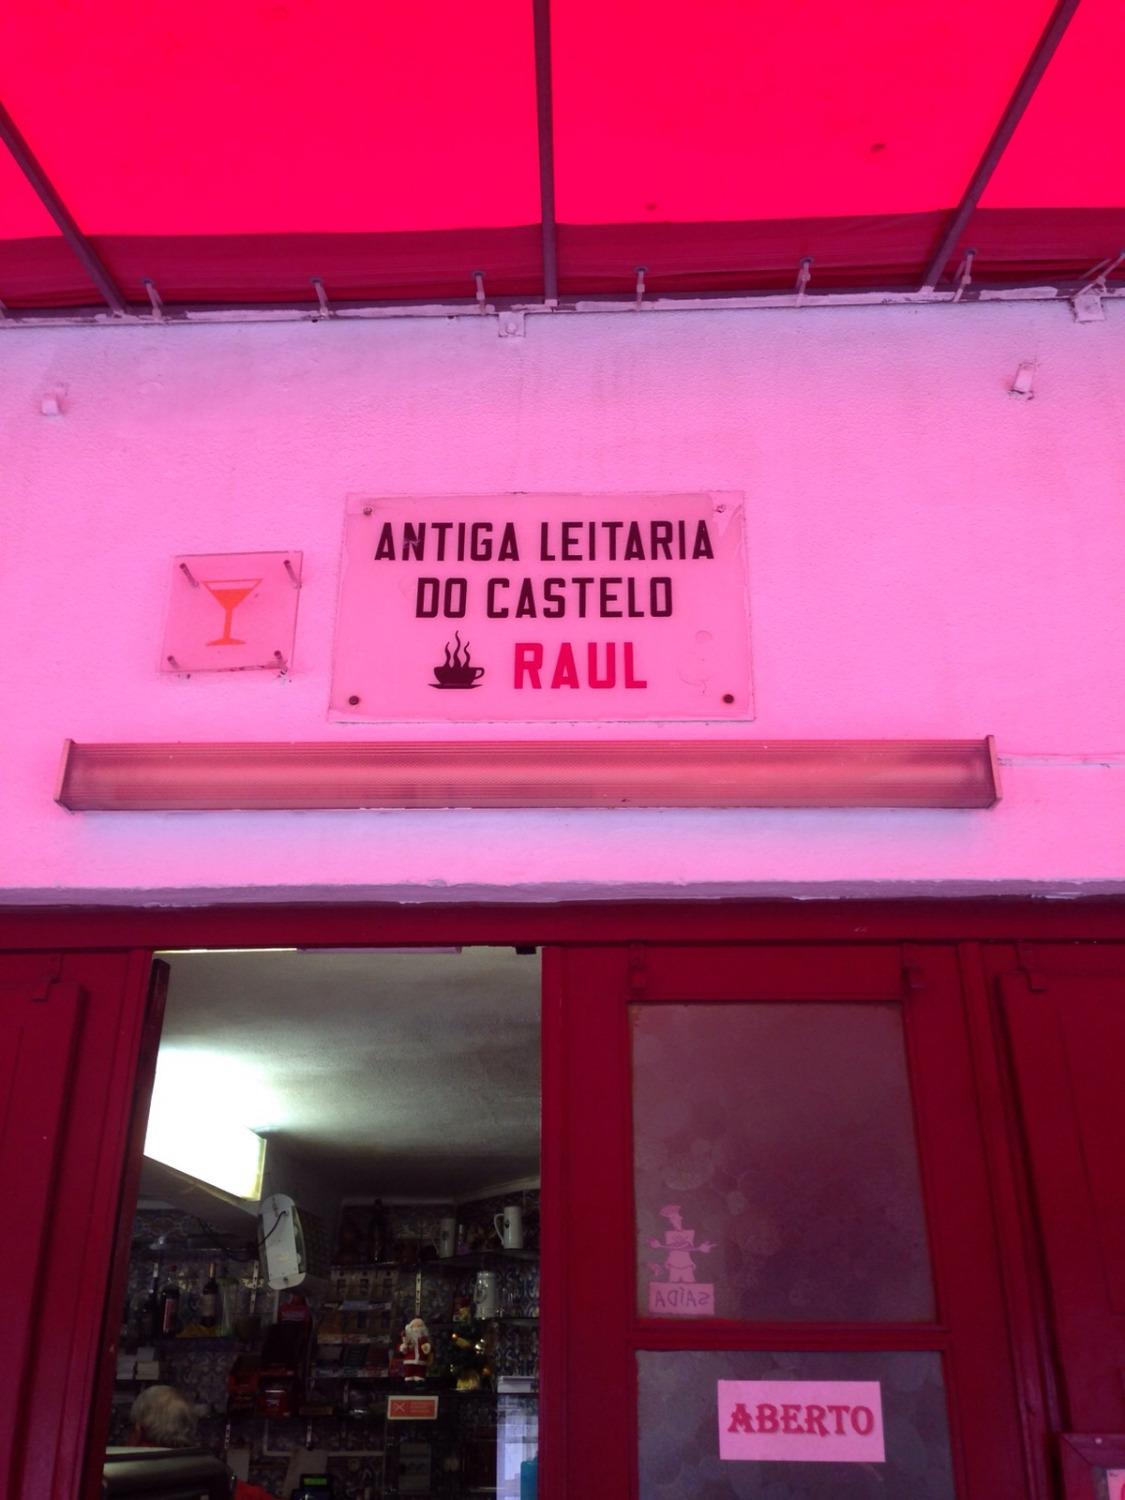 ANTIGA LEITARIA
DO CASTELO
RAUL
SAÍDA
ABERTO